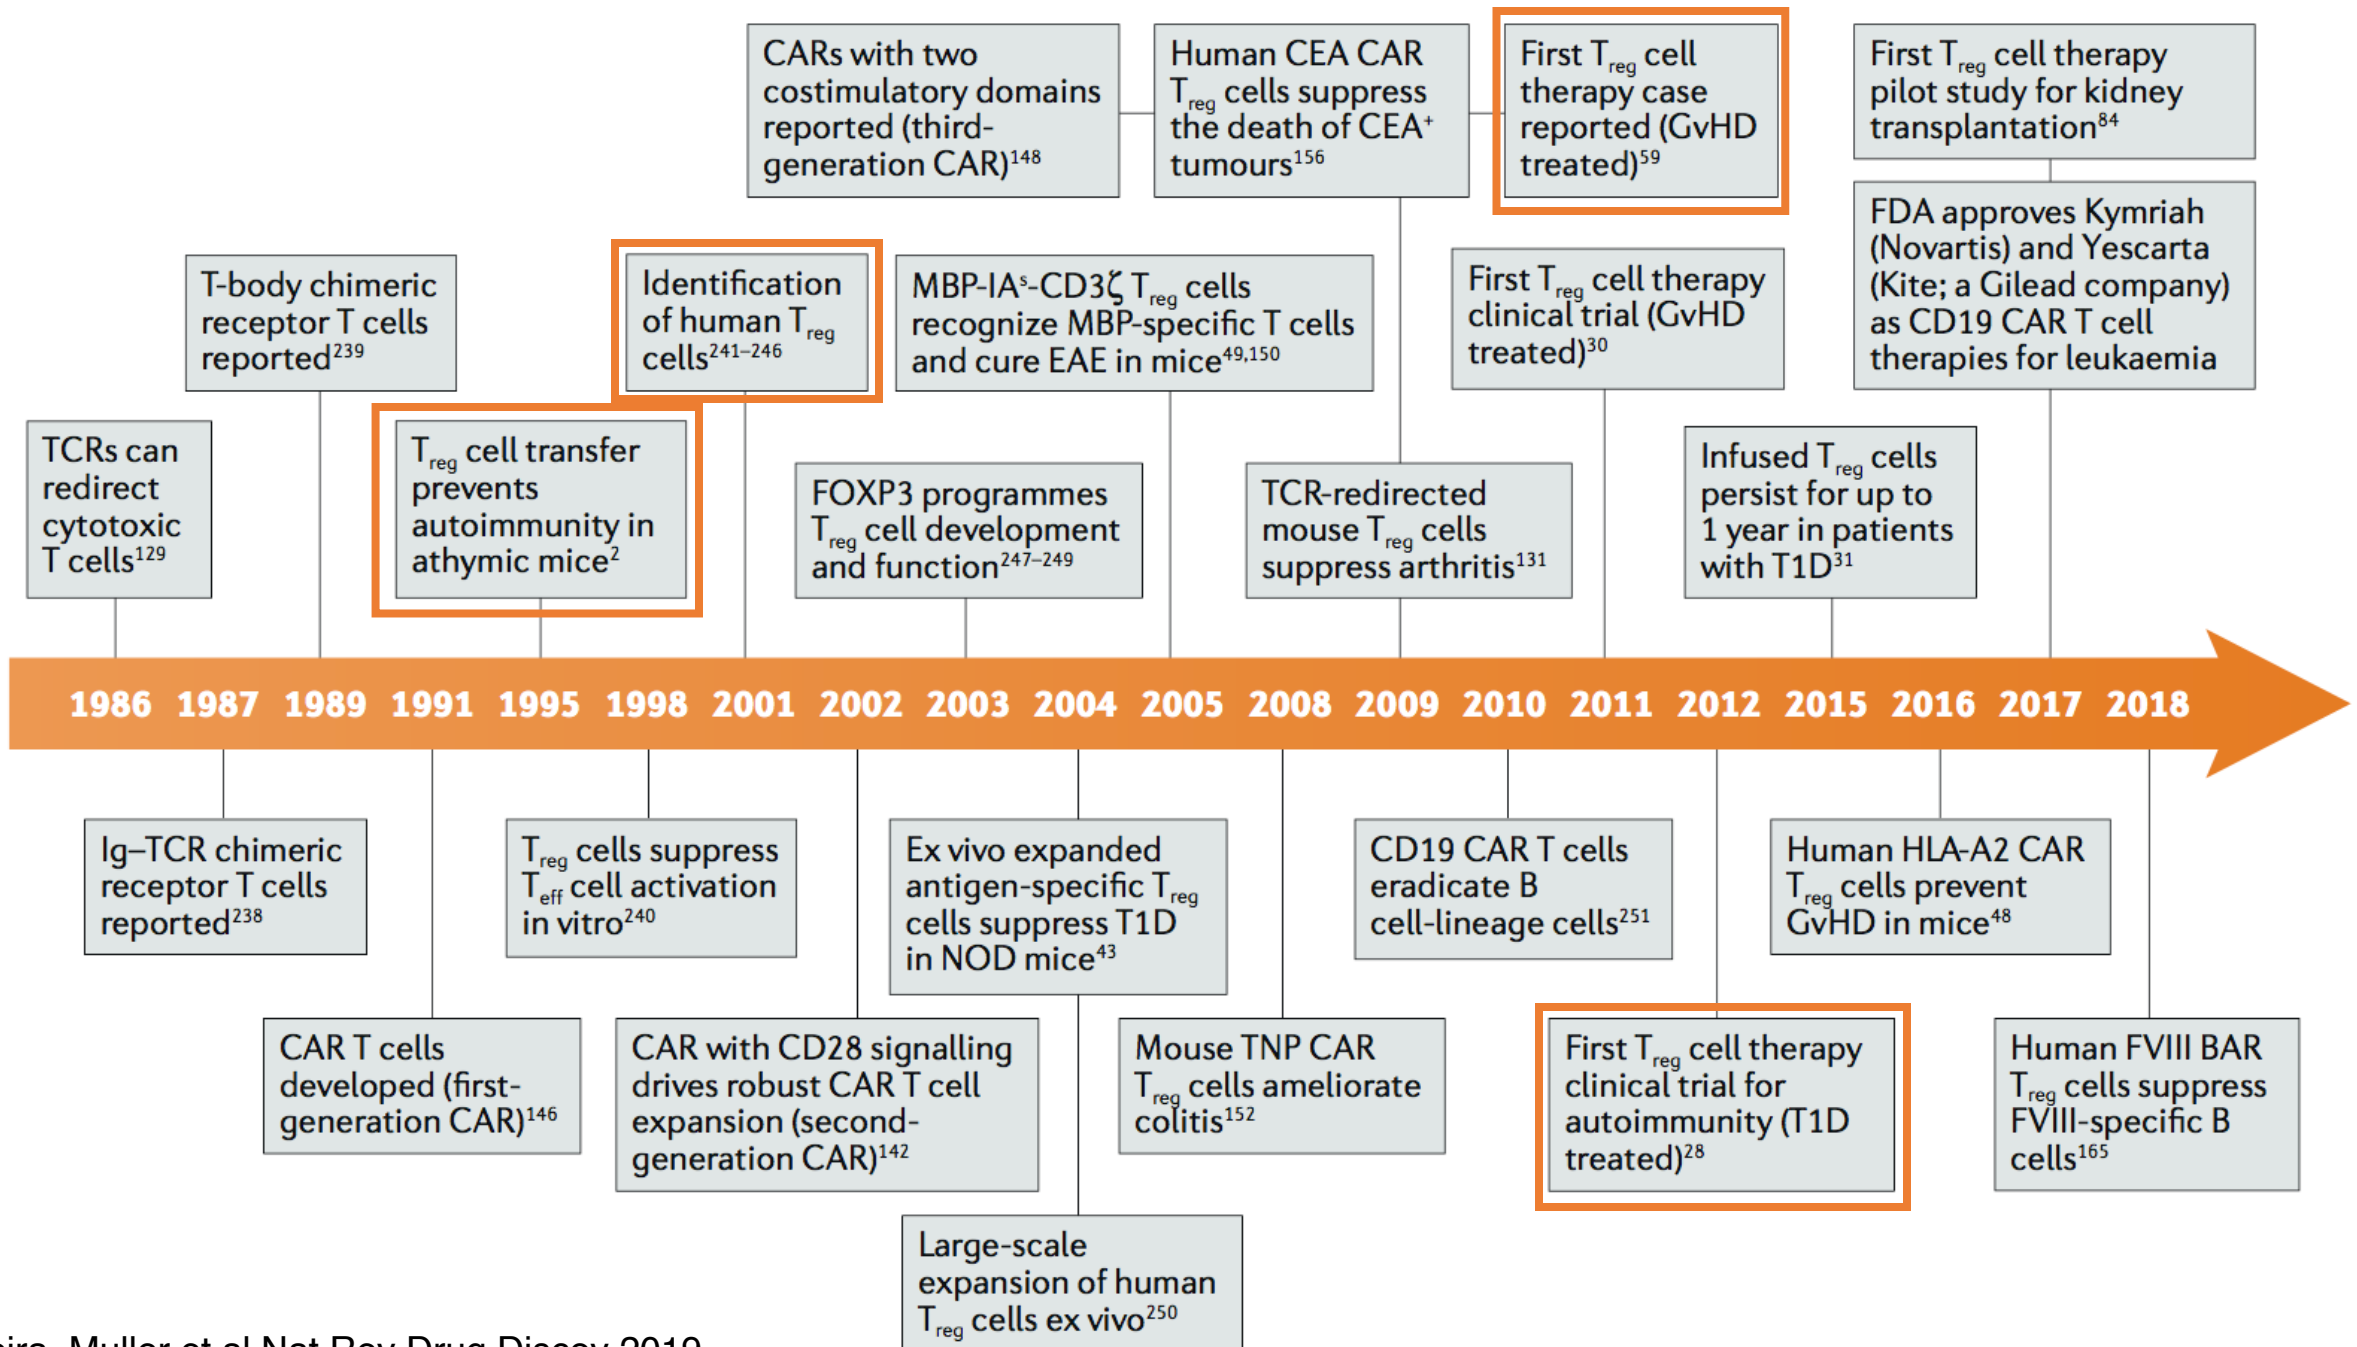 CARs with two
costimulatory domains
reported (third-
generation CAR)148
Human CEA CAR
Treg cells suppress
the death of CEA+
tumours156
First Treg cell
therapy case
reported (GvHD
treated)59
First Treg cell therapy
pilot study for kidney
transplantation84
FDA approves Kymriah
(Novartis) and Yescarta
(Kite; a Gilead company)
as CD19 CAR T cell
therapies for leukaemia
T-body chimeric
receptor T cells
reported239
Identification
of human Treg
cells241–246
MBP-IAs-CD3ζ Treg cells
recognize MBP-specific T cells
and cure EAE in mice49,150
First Treg cell therapy
clinical trial (GvHD
treated)30
TCRs can
redirect
cytotoxic
T cells129
Treg cell transfer
prevents
autoimmunity in
athymic mice2
FOXP3 programmes
Treg cell development
and function247–249
TCR-redirected
mouse Treg cells
suppress arthritis131
Infused Treg cells
persist for up to
1 year in patients
with T1D31
1986 1987 1989 1991 1995 1998 2001 2002 2003 2004 2005 2008 2009 2010 2011 2012 2015 2016 2017 2018
Ig–TCR chimeric
receptor T cells
reported238
Treg cells suppress
Teff cell activation
in vitro240
Ex vivo expanded
antigen-specific Treg
cells suppress T1D
in NOD mice43
CD19 CAR T cells
eradicate B
cell-lineage cells251
Human HLA-A2 CAR
Treg cells prevent
GvHD in mice48
CAR T cells
developed (first-
generation CAR)146
CAR with CD28 signalling
drives robust CAR T cell
expansion (second-
generation CAR)142
Mouse TNP CAR
Treg cells ameliorate
colitis152
First Treg cell therapy
clinical trial for
autoimmunity (T1D
treated)28
Human FVIII BAR
Treg cells suppress
FVIII-specific B
cells165
Large-scale
expansion of human
Treg cells ex vivo250
Muller et al Nat Rev Drug Discov 2019